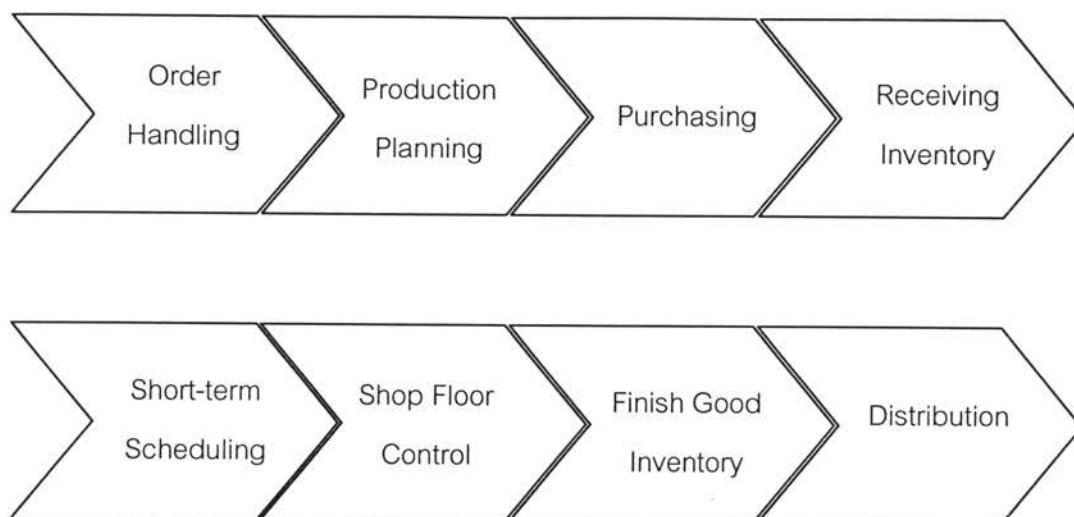 Order
Handling
Production
Planning
Purchasing
Receiving
Inventory
Short-term
Scheduling
Shop Floor
Control
Finish Good
Inventory
Distribution